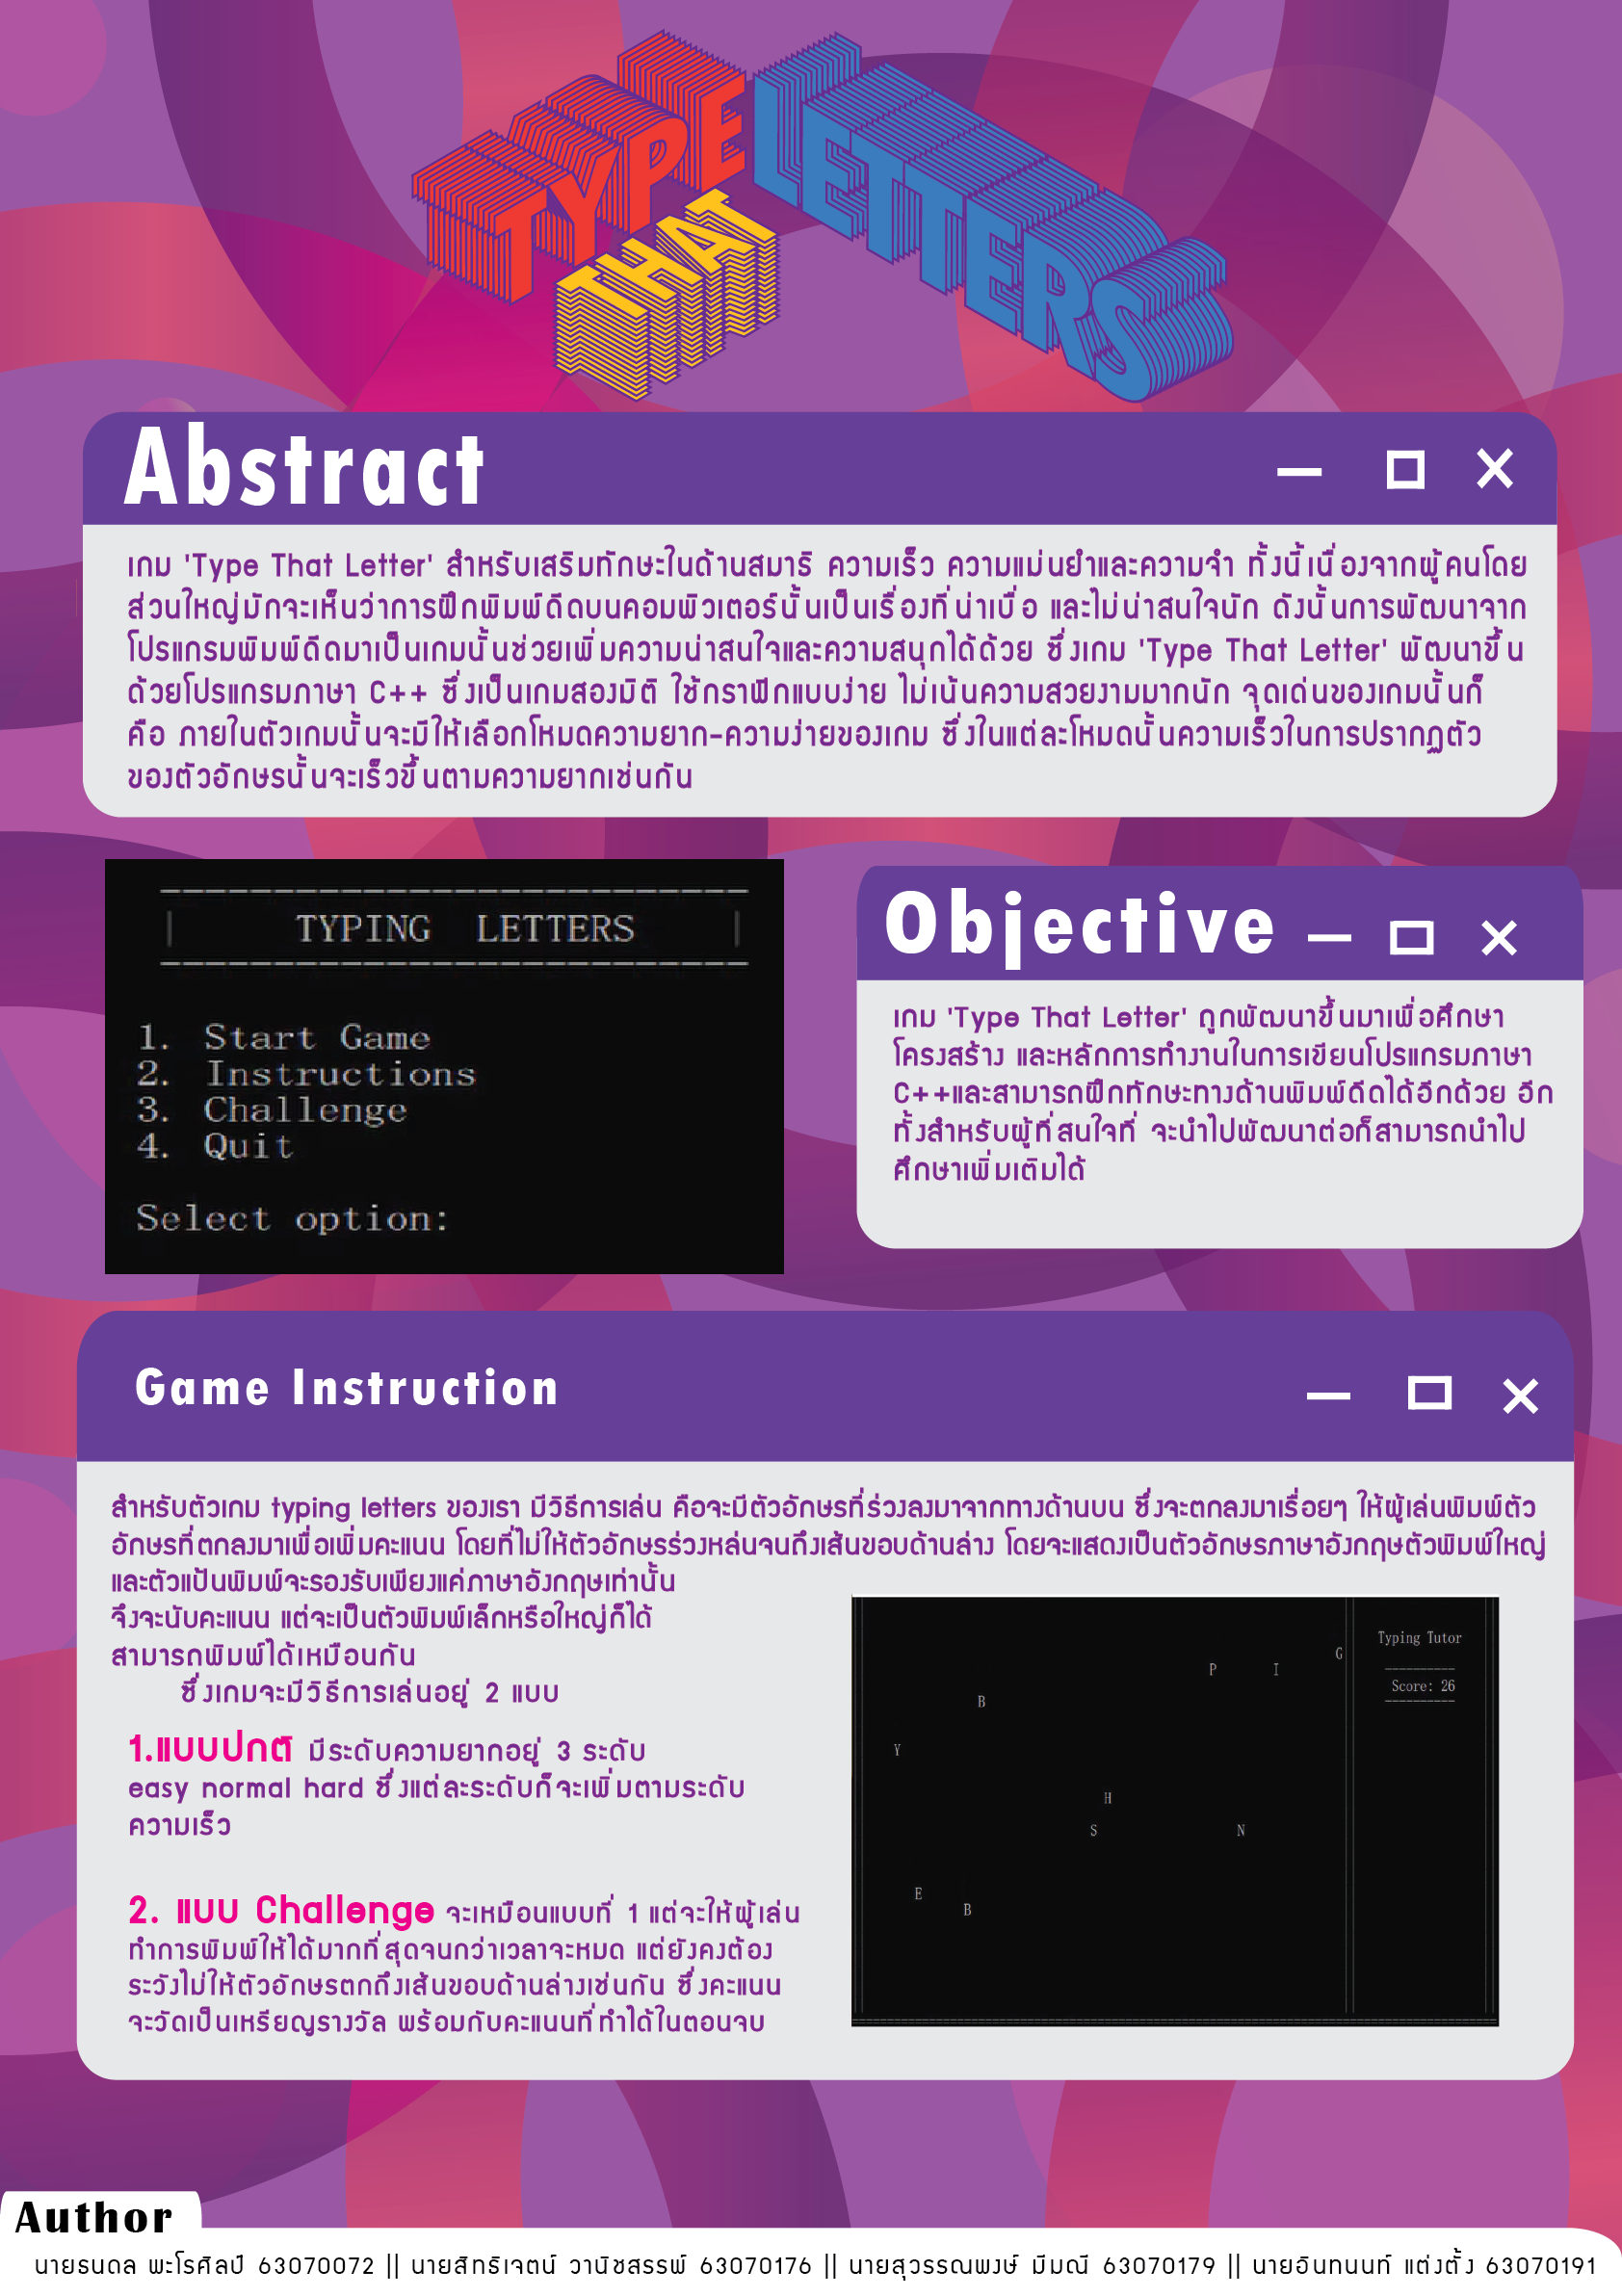 TYPE THAT LETTERS
Abstract
เกม 'Type That Letter' สำหรับเสริมทักษะในด้านสมาธิ ความเร็ว ความแม่นยำและความจำ ทั้งนี้เนื่องจากผู้คนโดย
ส่วนใหญ่มักจะเห็นว่าการฝึกพิมพ์ดีดบนคอมพิวเตอร์นั้นเป็นเรื่องที่น่าเบื่อ และไม่น่าสนใจนัก ดังนั้นการพัฒนาจาก
โปรแกรมพิมพ์ดีดมาเป็นเกมนั้นช่วยเพิ่มความน่าสนใจและความสนุกได้ด้วย ซึ่งเกม 'Type That Letter' พัฒนาขึ้น
ด้วยโปรแกรมภาษา C++ ซึ่งเป็นเกมสองมิติ ใช้กราฟิกแบบง่าย ไม่เน้นความสวยงามมากนัก จุดเด่นของเกมนั้นก็
คือ ภายในตัวเกมนั้นจะมีให้เลือกโหมดความยาก-ความง่ายของเกม ซึ่งในแต่ละโหมดนั้นความเร็วในการปรากฏตัว
ของตัวอักษรนั้นจะเร็วขึ้นตามความยากเช่นกัน
TYPING LETTERS
1. Start Game
2. Instructions
3. Challenge
4. Quit
Select option:
Objective
เกม 'Type That Letter' ถูกพัฒนาขึ้นมาเพื่อศึกษา
โครงสร้าง และหลักการทำงานในการเขียนโปรแกรมภาษา
C++และสามารถฝึกทักษะทางด้านพิมพ์ดีดได้อีกด้วย อีก
ทั้งสำหรับผู้ที่สนใจที่ จะนำไปพัฒนาต่อก็สามารถนำไป
ศึกษาเพิ่มเติมได้
Game Instruction
สำหรับตัวเกม typing letters ของเรา มีวิธีการเล่น คือจะมีตัวอักษรที่ร่วงลงมาจากทางด้านบน ซึ่งจะตกลงมาเรื่อยๆ ให้ผู้เล่นพิมพ์ตัว
อักษรที่ตกลงมาเพื่อเพิ่มคะแนน โดยที่ไม่ให้ตัวอักษรร่วงหล่นจนถึงเส้นขอบด้านล่าง โดยจะแสดงเป็นตัวอักษรภาษาอังกฤษตัวพิมพ์ใหญ่
และตัวแป้นพิมพ์จะรองรับเพียงแค่ภาษาอังกฤษเท่านั้น
จึงจะนับคะแนน แต่จะเป็นตัวพิมพ์เล็กหรือใหญ่ก็ได้
สามารถพิมพ์ได้เหมือนกัน
ซึ่งเกมจะมีวิธีการเล่นอยู่ 2 แบบ
1.แบบปกติ มีระดับความยากอยู่ 3 ระดับ
easy normal hard ซึ่งแต่ละระดับก็จะเพิ่มตามระดับ
ความเร็ว
2. แบบ Challenge จะเหมือนแบบที่ 1 แต่จะให้ผู้เล่น
ทำการพิมพ์ให้ได้มากที่สุดจนกว่าเวลาจะหมด แต่ยังคงต้อง
ระวังไม่ให้ตัวอักษรตกถึงเส้นขอบด้านล่างเช่นกัน ซึ่งคะแนน
จะวัดเป็นเหรียญรางวัล พร้อมกับคะแนนที่ทำได้ในตอนจบ
Typing Tutor
Score: 26
G
P I
B
Y
H
S N
E
B
Author
นายธนดล พะโรศิลป์ 63070072 || นายสิทธิเจตน์ วานิชสรรพ์ 63070176 || นายสุวรรณพงษ์ มีมณี 63070179 || นายอินทนนท์ แต่งตั้ง 63070191